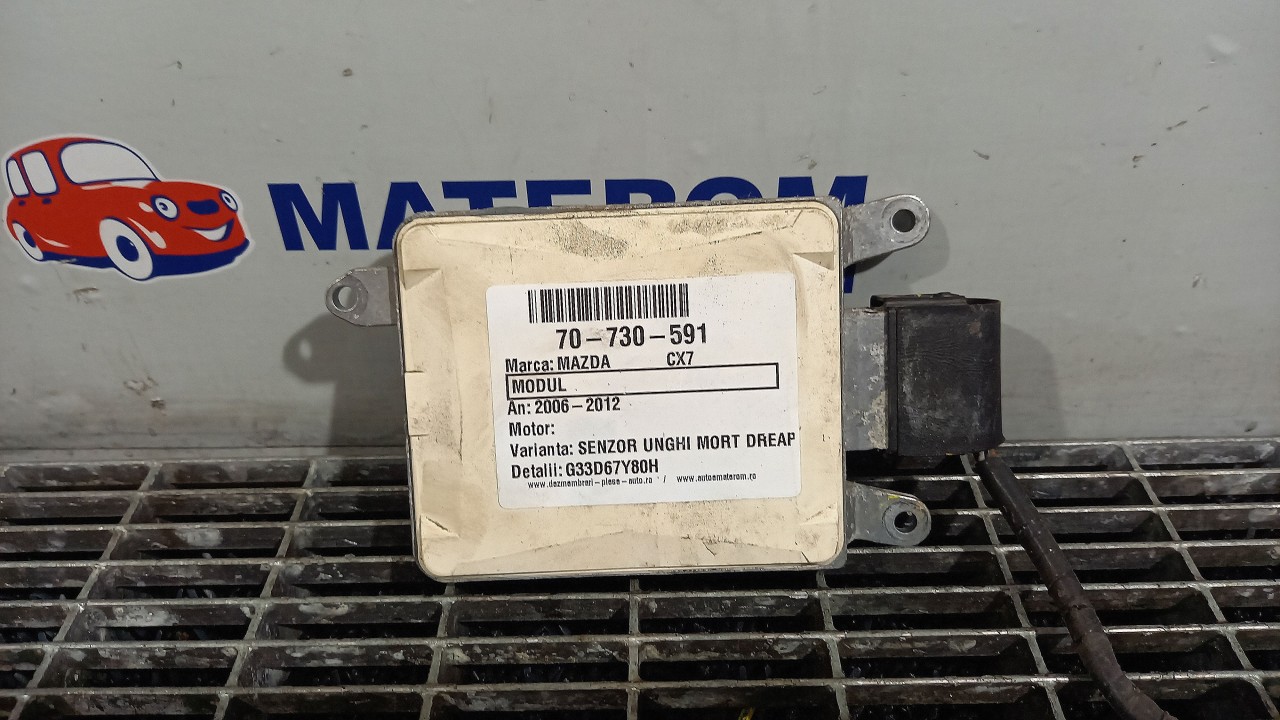 MATEROM
70-730-591
Marca: MAZDA CX7
MODUL
An: 2006-2012
Motor:
Varianta: SENZOR UNGHI MORT DREAP
Detalii: G33D67Y80H
www.dezmembrari-piese-auto.ro / www.automaterom.ro